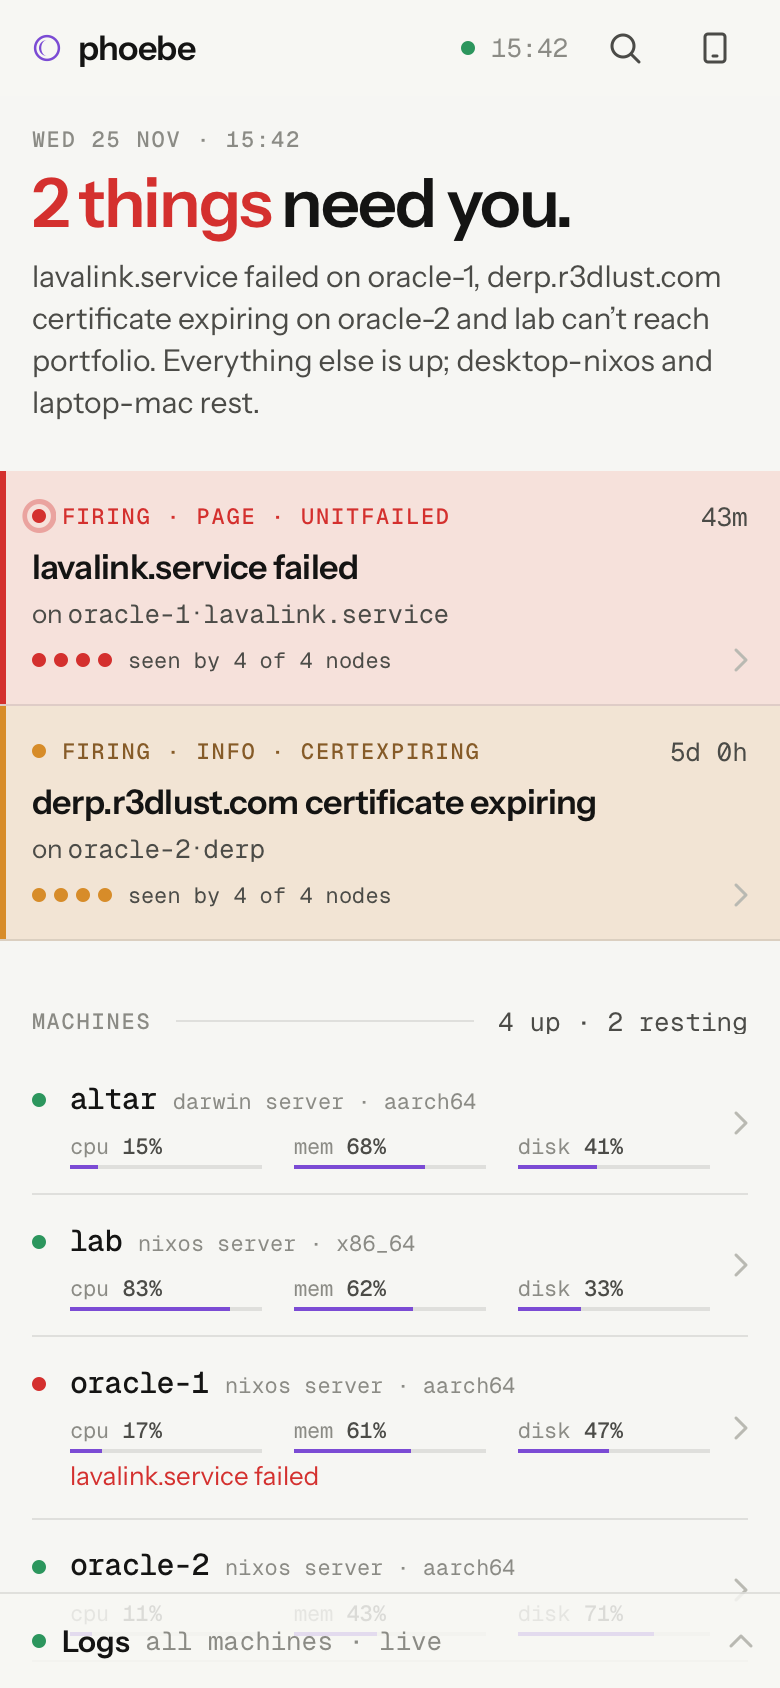 phoebe
15:42
WED 25 NOV · 15:42
2 things need you.
lavalink.service failed on oracle-1, derp.r3dlust.com
certificate expiring on oracle-2 and lab can’t reach
portfolio. Everything else is up; desktop-nixos and
laptop-mac rest.
FIRING · PAGE · UNITFAILED 43m
lavalink.service failed
on oracle-1·lavalink.service
seen by 4 of 4 nodes
FIRING · INFO · CERTEXPIRING 5d 0h
derp.r3dlust.com certificate expiring
on oracle-2·derp
seen by 4 of 4 nodes
MACHINES 4 up · 2 resting
altar darwin server · aarch64
cpu 15% mem 68% disk 41%
lab nixos server · x86_64
cpu 83% mem 62% disk 33%
oracle-1 nixos server · aarch64
cpu 17% mem 61% disk 47%
lavalink.service failed
oracle-2 nixos server · aarch64
cpu 11% mem 43% disk 71%
Logs all machines · live